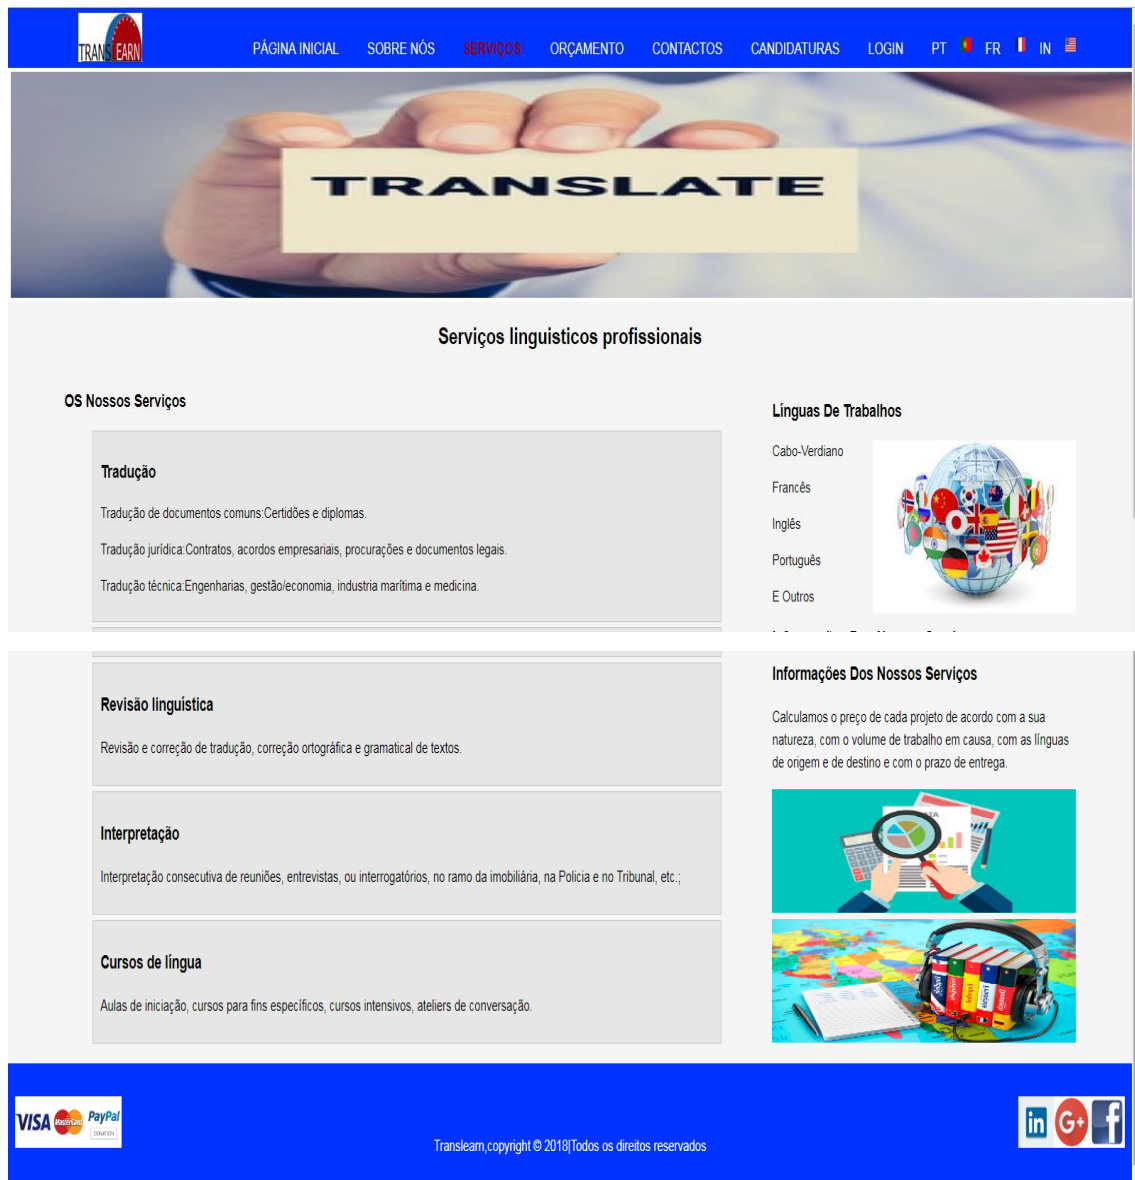 TRANSLEARN
PÁGINA INICIAL SOBRE NÓS SERVIÇOS ORÇAMENTO CONTACTOS CANDIDATURAS LOGIN PT FR IN
TRANSLATE
Serviços linguisticos profissionais
OS Nossos Serviços
Tradução
Tradução de documentos comuns:Certidões e diplomas.
Tradução jurídica:Contratos, acordos empresariais, procurações e documentos legais.
Tradução técnica:Engenharias, gestão/economia, industria marítima e medicina.
Línguas De Trabalhos
Cabo-Verdiano
Francês
Inglês
Português
E Outros
Revisão linguística
Revisão e correção de tradução, correção ortográfica e gramatical de textos.
Interpretação
Interpretação consecutiva de reuniões, entrevistas, ou interrogatórios, no ramo da imobiliária, na Policia e no Tribunal, etc.;
Cursos de língua
Aulas de iniciação, cursos para fins específicos, cursos intensivos, ateliers de conversação.
Informações Dos Nossos Serviços
Calculamos o preço de cada projeto de acordo com a sua
natureza, com o volume de trabalho em causa, com as línguas
de origem e de destino e com o prazo de entrega.
VISA MasterCard PayPal
DONATION
Translearn,copyright © 2018|Todos os direitos reservados
in G+ f